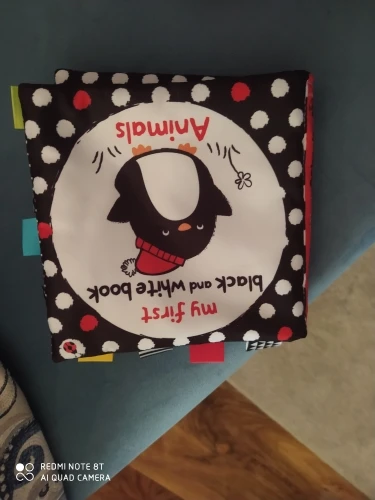 my first
black and white book
Animals
REDMI NOTE 8T
AI QUAD CAMERA